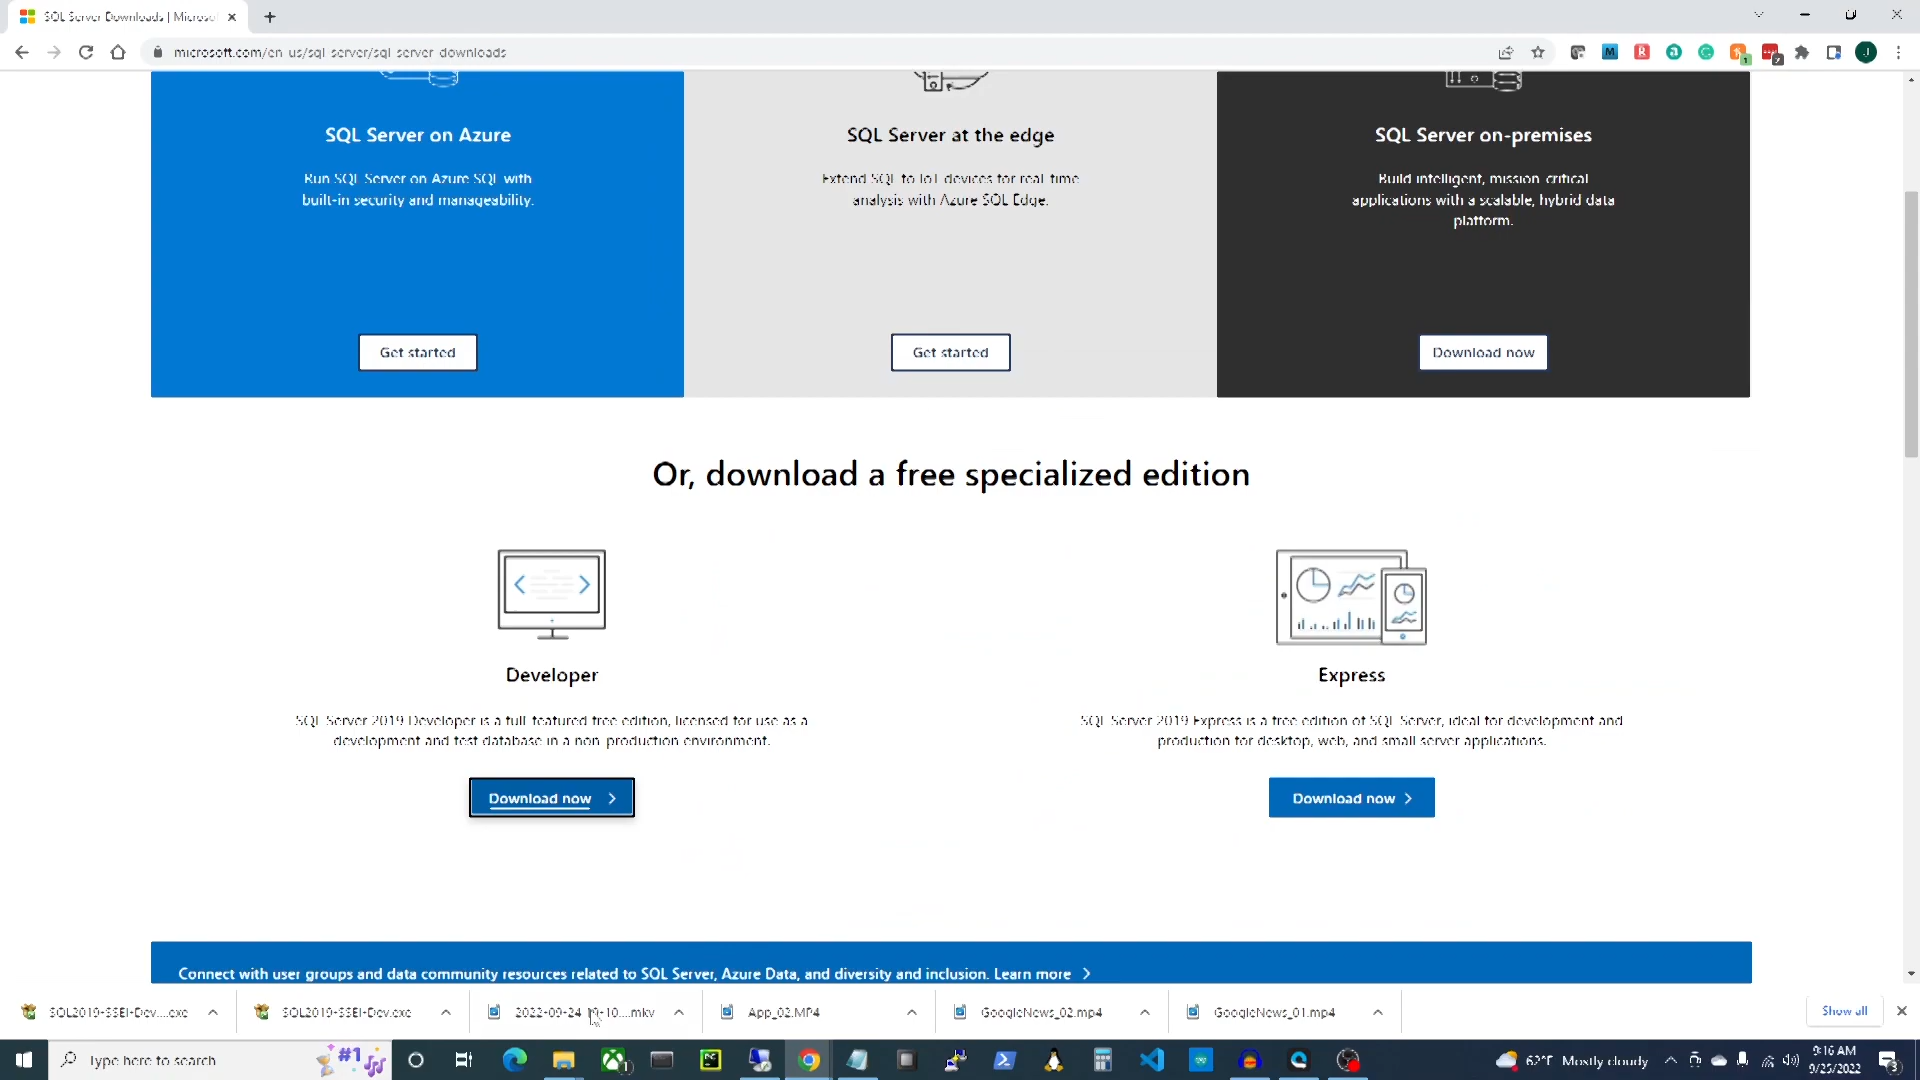 SQL Server Downloads | Microsof
microsoft.com/en-us/sql-server/sql-server-downloads
SQL Server on Azure
Run SQL Server on Azure SQL with
built-in security and manageability.
Get started
SQL Server at the edge
Extend SQL to IoT devices for real-time
analysis with Azure SQL Edge.
Get started
SQL Server on-premises
Build intelligent, mission-critical
applications with a scalable, hybrid data
platform.
Download now
Or, download a free specialized edition
Developer
SQL Server 2019 Developer is a full-featured free edition, licensed for use as a
development and test database in a non-production environment.
Download now
Express
SQL Server 2019 Express is a free edition of SQL Server, ideal for development and
production for desktop, web, and small server applications.
Download now
Connect with user groups and data community resources related to SQL Server, Azure Data, and diversity and inclusion. Learn more
SQL2019-SSEI-Dev....exe
SQL2019-SSEI-Dev.exe
2022-09-24 19-10....mkv
App_02.MP4
GoogleNews_02.mp4
GoogleNews_01.mp4
Show all
Type here to search
#1
62°F Mostly cloudy
9:16 AM
9/25/2022
3